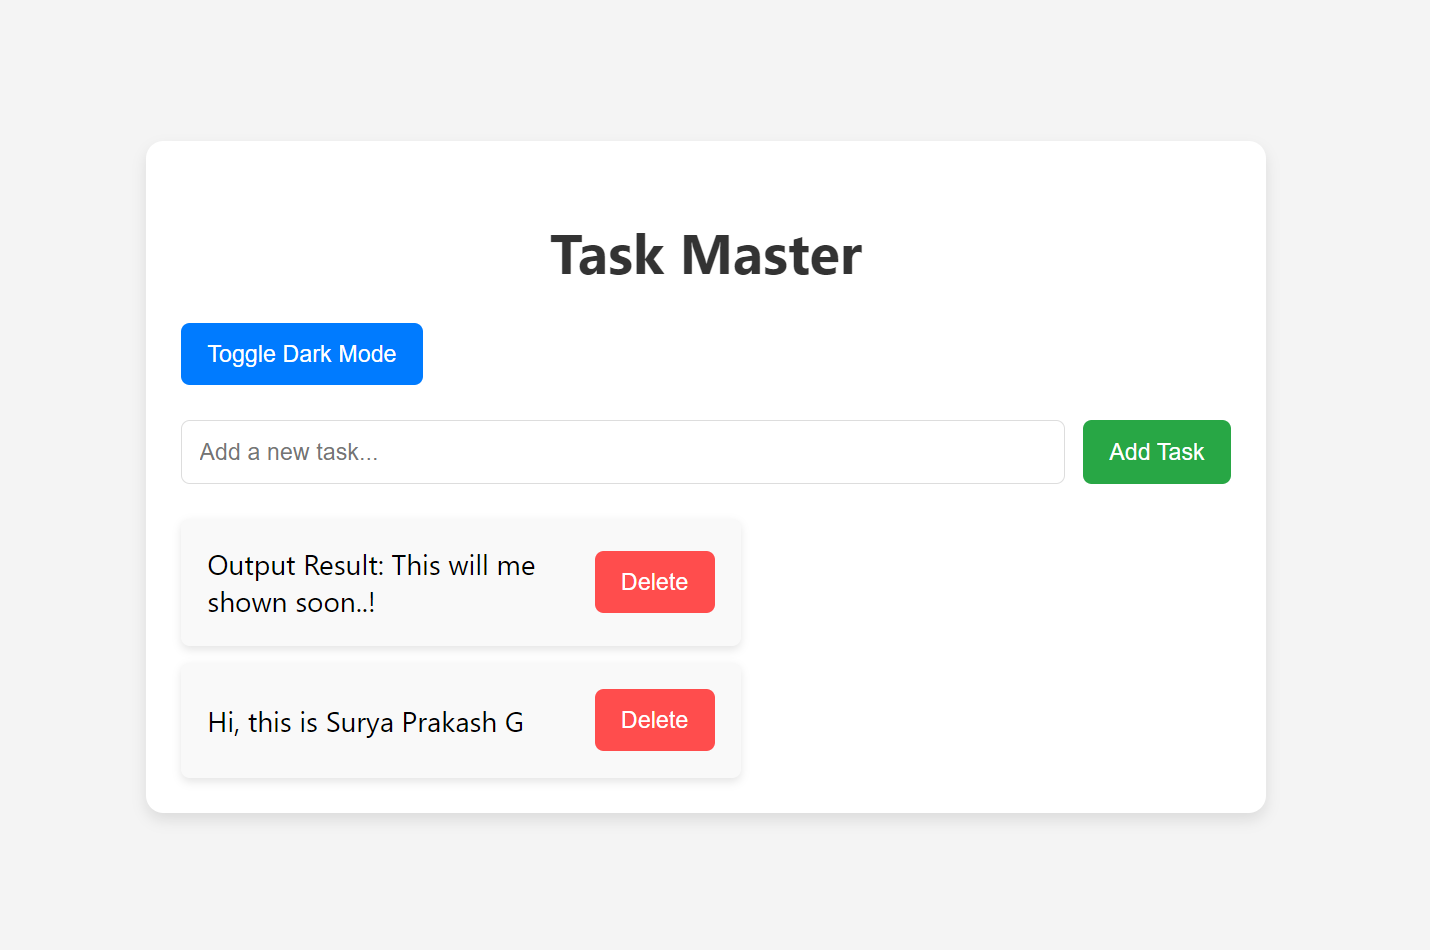 Task Master
Toggle Dark Mode
Add a new task...
Add Task
Output Result: This will me
shown soon..!
Delete
Hi, this is Surya Prakash G
Delete